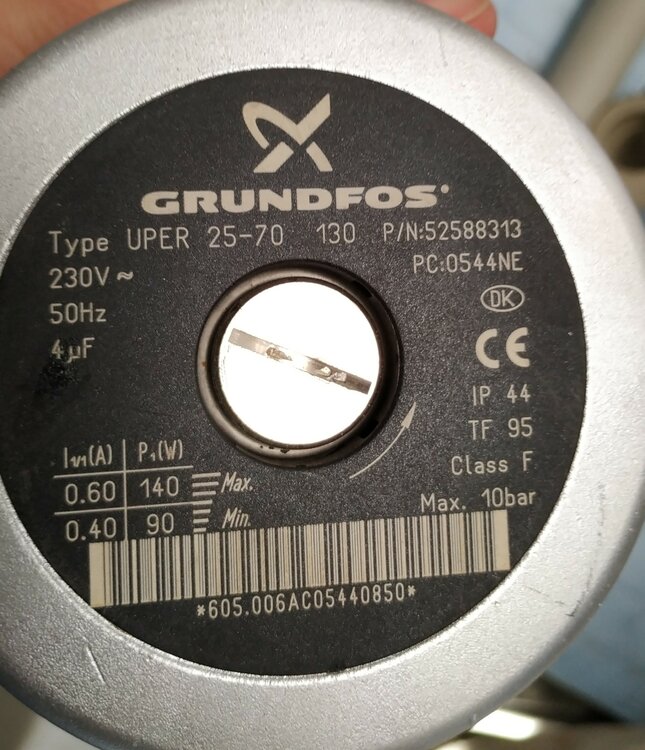 GRUNDFOS
Type UPER 25-70 130 P/N:52588313
PC:0544NE
230V ~
50Hz
4µF
DK
CE
IP 44
TF 95
Class F
Max. 10bar
I1/1(A) P1(W)
0.60 140 Max.
0.40 90 Min.
*605.006AC05440850*